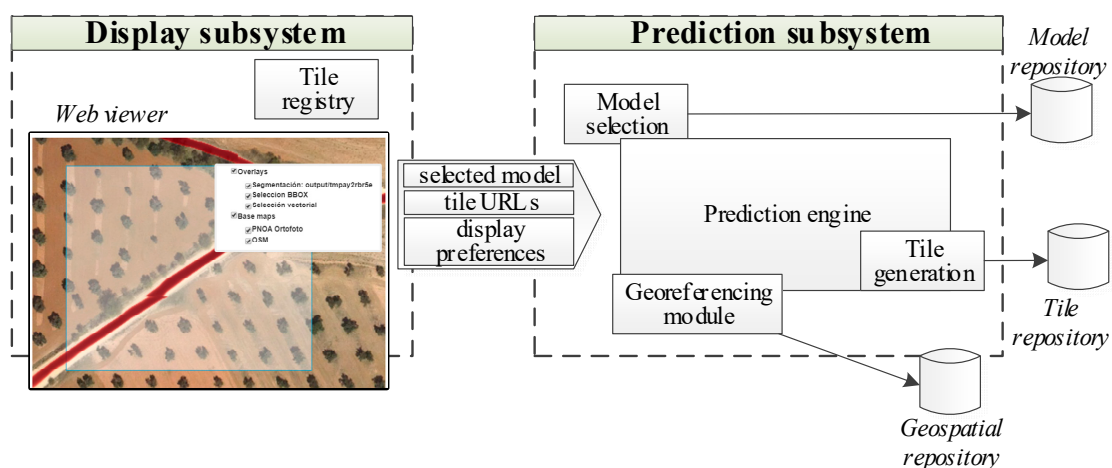 Display subsystem
Tile
registry
Web viewer
Overlays
Segmentación: output/tmpay2rbr5e
Seleccion BBOX
Selección vectorial
Base maps
PNOA Ortofoto
OSM
selected model
tile URLs
display
preferences
Prediction subsystem
Model
selection
Prediction engine
Tile
generation
Georeferencing
module
Model
repository
Tile
repository
Geospatial
repository